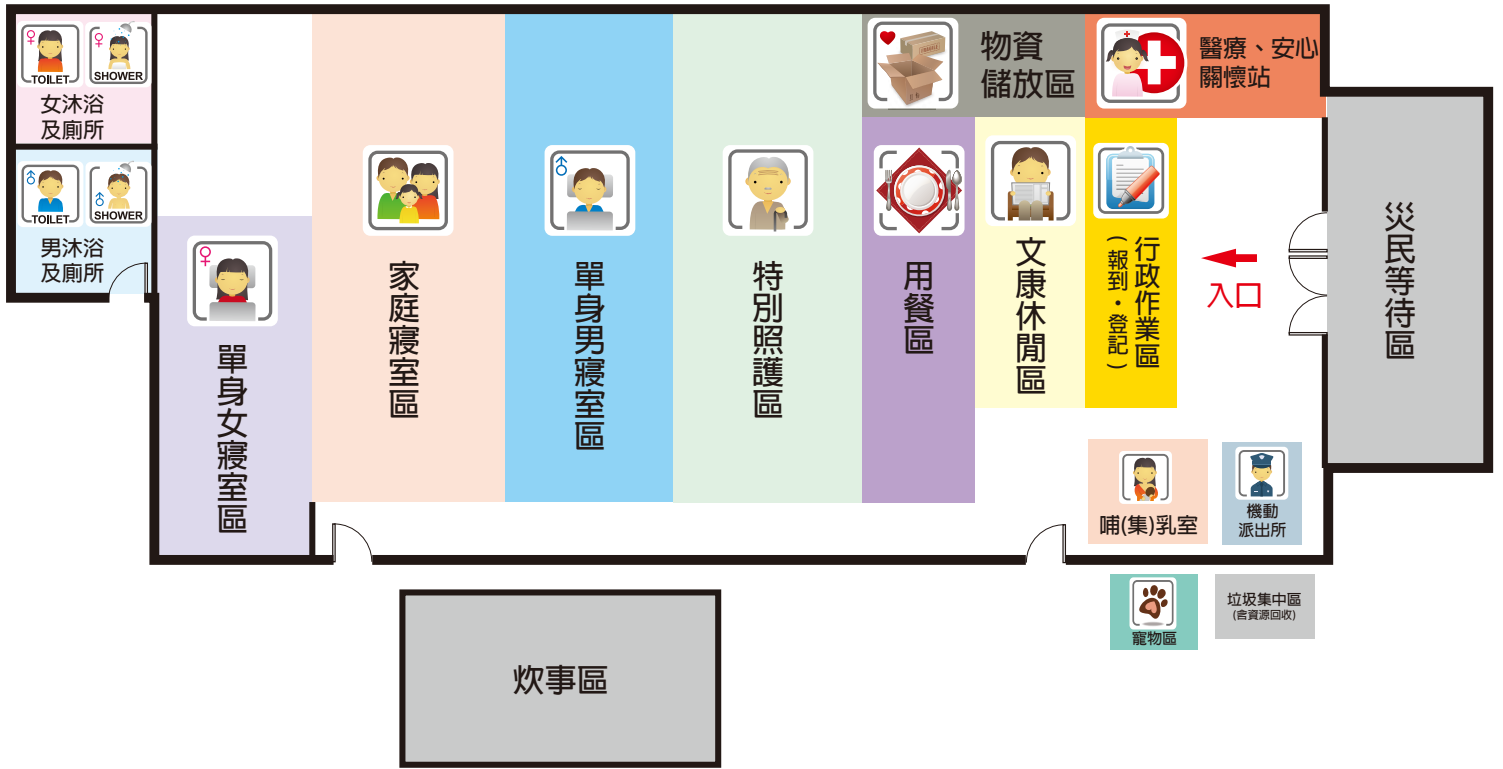 TOILET
SHOWER
女沐浴
及廁所
TOILET
SHOWER
男沐浴
及廁所
單身女寢室區
家庭寢室區
單身男寢室區
特別照護區
物資
儲放區
醫療、安心
關懷站
用餐區
文康休閒區
行政作業區
(報到・登記)
入口
災民等待區
哺(集)乳室
機動
派出所
寵物區
垃圾集中區
(含資源回收)
炊事區